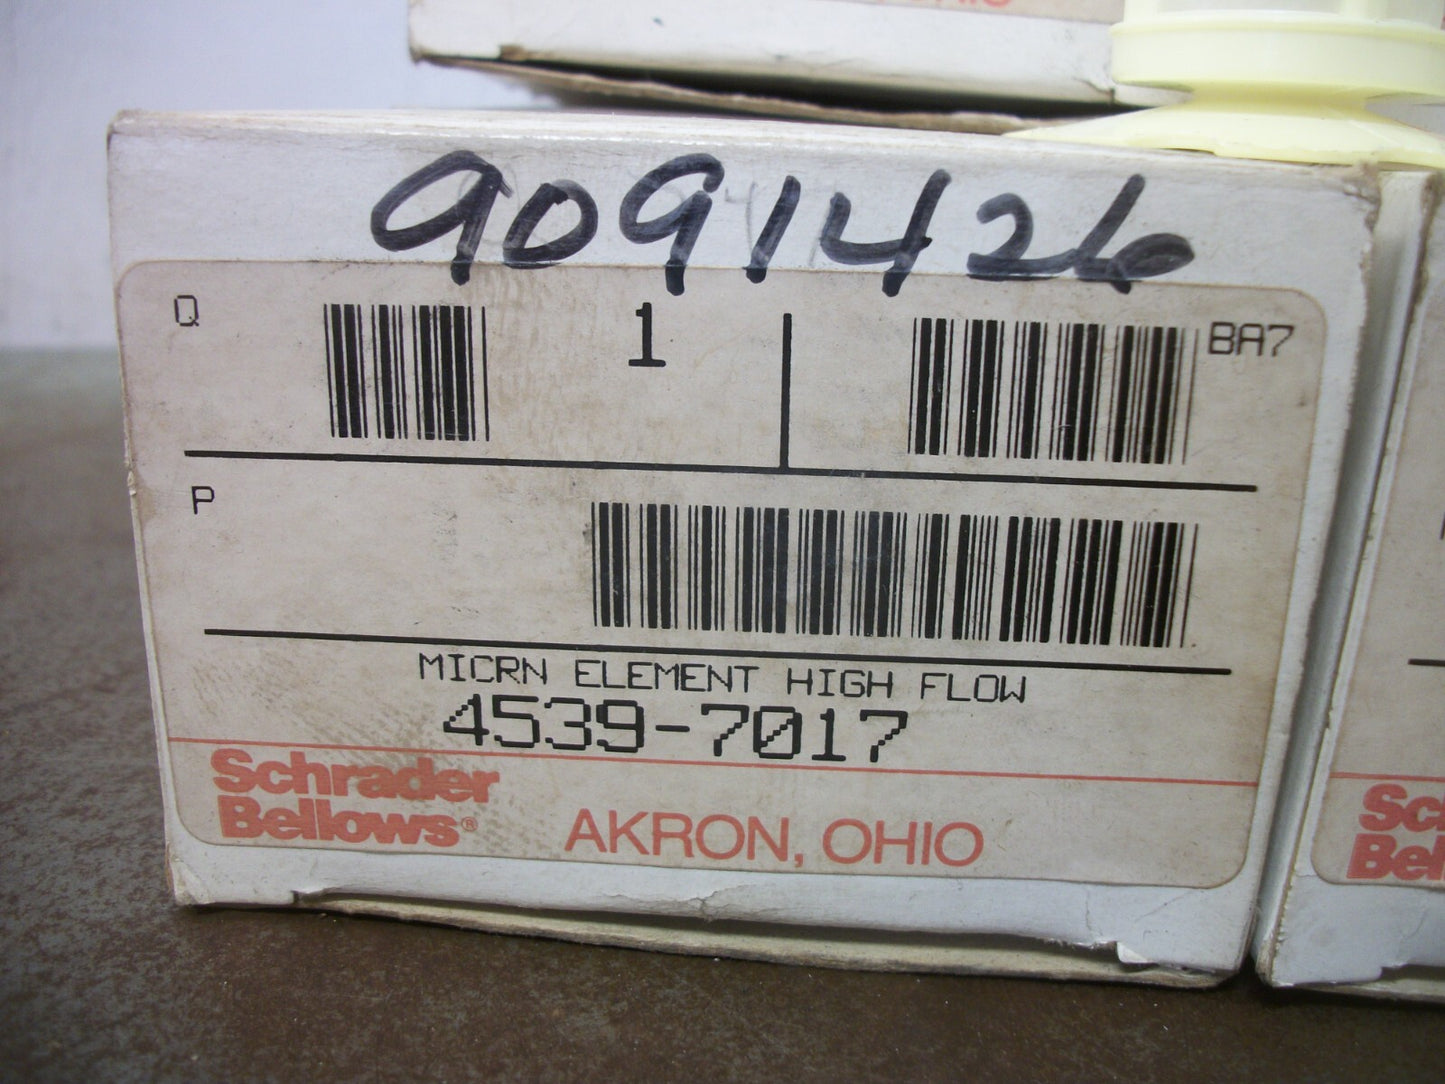 9091426
Q 1 BA7
P
MICRN ELEMENT HIGH FLOW
4539-7017
Schrader
Bellows®
AKRON, OHIO